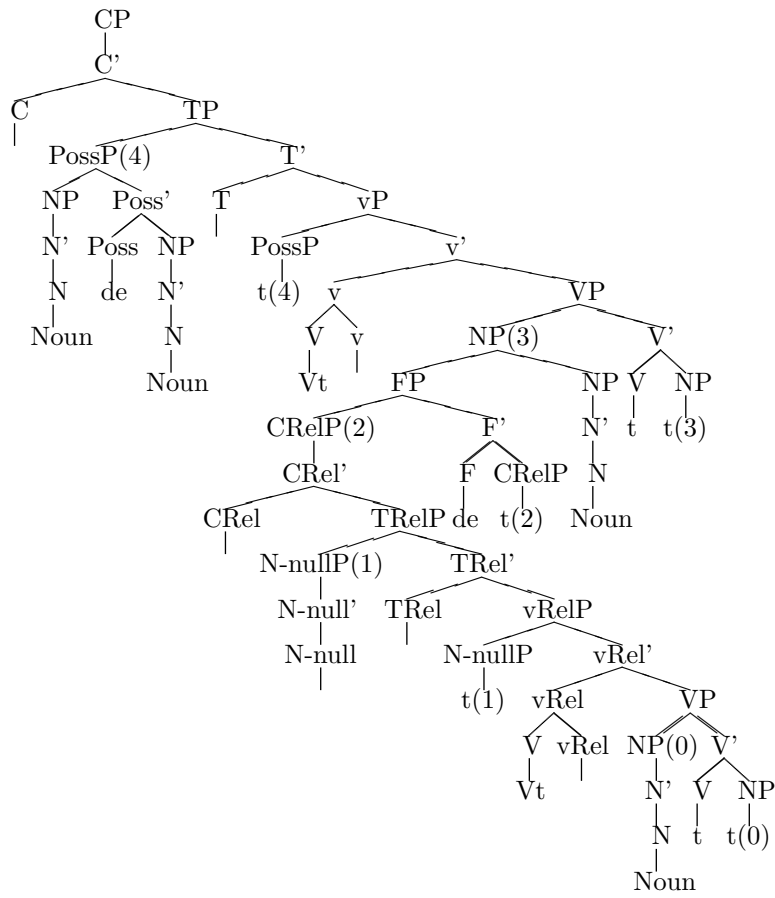 CP
C'
C TP
PossP(4) T'
NP Poss' T vP
N' Poss NP PossP v'
N de N' t(4) v VP
Noun N V v NP(3) V'
Noun Vt FP NP V NP
CRelP(2) F' N' t t(3)
CRel' F CRelP N
CRel TRelP de t(2) Noun
N-nullP(1) TRel'
N-null' TRel vRelP
N-null N-nullP vRel'
t(1) vRel VP
V vRel NP(0) V'
Vt N' V NP
N t t(0)
Noun